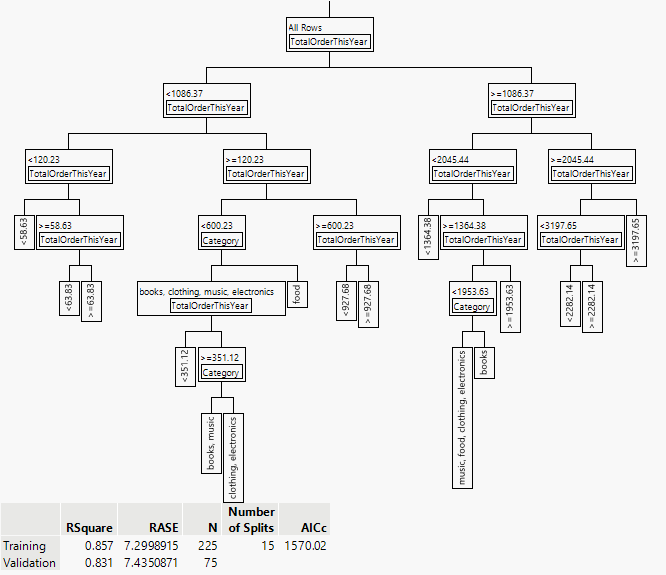 All Rows
TotalOrderThisYear
<1086.37
TotalOrderThisYear
>=1086.37
TotalOrderThisYear
<120.23
TotalOrderThisYear
>=120.23
TotalOrderThisYear
<2045.44
TotalOrderThisYear
>=2045.44
TotalOrderThisYear
<58.63
>=58.63
TotalOrderThisYear
<600.23
Category
>=600.23
TotalOrderThisYear
<1364.38
>=1364.38
TotalOrderThisYear
<3197.65
TotalOrderThisYear
>=3197.65
<63.83
>=63.83
books, clothing, music, electronics
TotalOrderThisYear
food
<927.68
>=927.68
<1953.63
Category
>=1953.63
<2282.14
>=2282.14
<351.12
>=351.12
Category
music, food, clothing, electronics
books
books, music
clothing, electronics
RSquare RASE N Number of Splits AICc
Training 0.857 7.2998915 225 15 1570.02
Validation 0.831 7.4350871 75